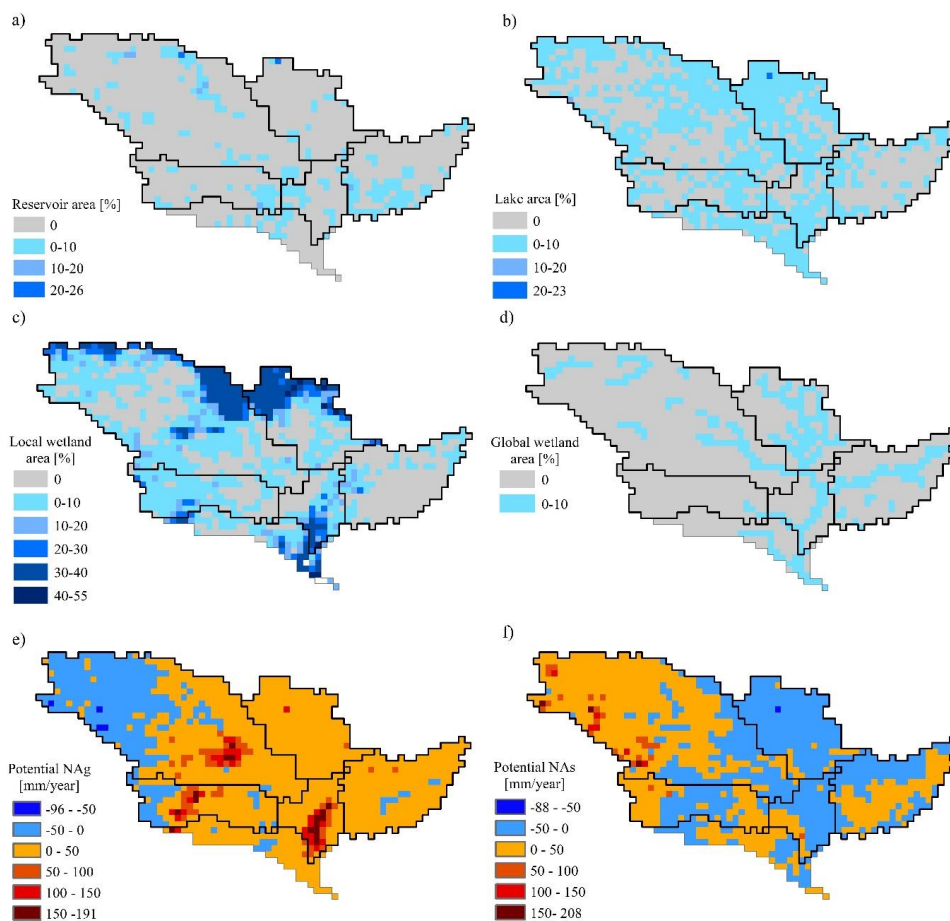 a)
Reservoir area [%]
0
0-10
10-20
20-26
b)
Lake area [%]
0
0-10
10-20
20-23
c)
Local wetland
area [%]
0
0-10
10-20
20-30
30-40
40-55
d)
Global wetland
area [%]
0
0-10
e)
Potential NAg
[mm/year]
-96 - -50
-50 - 0
0 - 50
50 - 100
100 - 150
150 -191
f)
Potential NAs
[mm/year]
-88 - -50
-50 - 0
0 - 50
50 - 100
100 - 150
150- 208